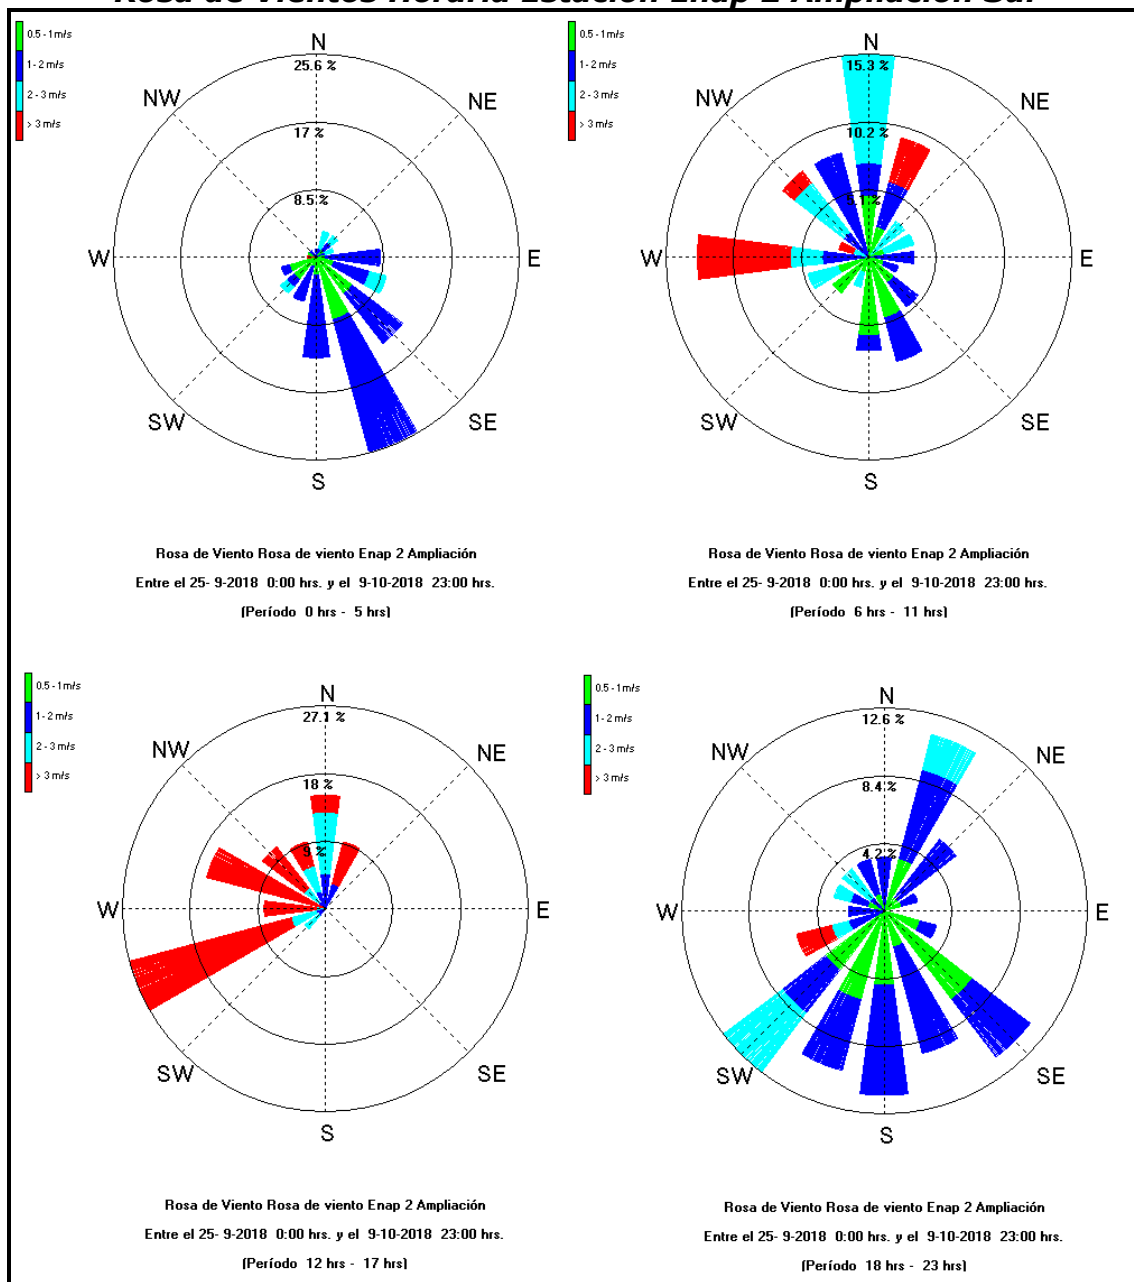 Rosa de Vientos Horaria Estación Enap 2 Ampliación Sur
0.5 - 1 m/s
1 - 2 m/s
2 - 3 m/s
> 3 m/s
N
25.6 %
NW
NE
17 %
8.5 %
W
E
SW
SE
S
Rosa de Viento Rosa de viento Enap 2 Ampliación
Entre el 25- 9-2018 0:00 hrs. y el 9-10-2018 23:00 hrs.
(Período 0 hrs - 5 hrs)
0.5 - 1 m/s
1 - 2 m/s
2 - 3 m/s
> 3 m/s
N
15.3 %
NW
NE
10.2 %
5.1 %
W
E
SW
SE
S
Rosa de Viento Rosa de viento Enap 2 Ampliación
Entre el 25- 9-2018 0:00 hrs. y el 9-10-2018 23:00 hrs.
(Período 6 hrs - 11 hrs)
0.5 - 1 m/s
1 - 2 m/s
2 - 3 m/s
> 3 m/s
N
27.1 %
NW
NE
18 %
9 %
W
E
SW
SE
S
Rosa de Viento Rosa de viento Enap 2 Ampliación
Entre el 25- 9-2018 0:00 hrs. y el 9-10-2018 23:00 hrs.
(Período 12 hrs - 17 hrs)
0.5 - 1 m/s
1 - 2 m/s
2 - 3 m/s
> 3 m/s
N
12.6 %
NW
NE
8.4 %
4.2 %
W
E
SW
SE
S
Rosa de Viento Rosa de viento Enap 2 Ampliación
Entre el 25- 9-2018 0:00 hrs. y el 9-10-2018 23:00 hrs.
(Período 18 hrs - 23 hrs)